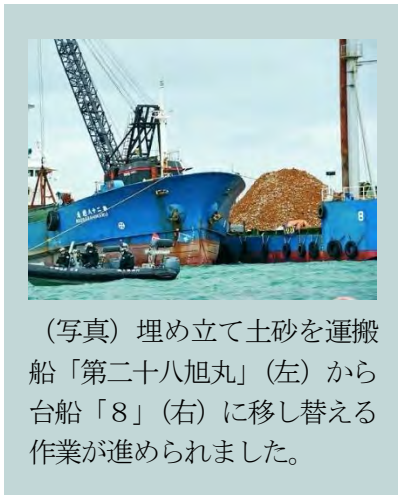 8
（写真）埋め立て土砂を運搬
船「第二十八旭丸」（左）から
台船「８」（右）に移し替える
作業が進められました。